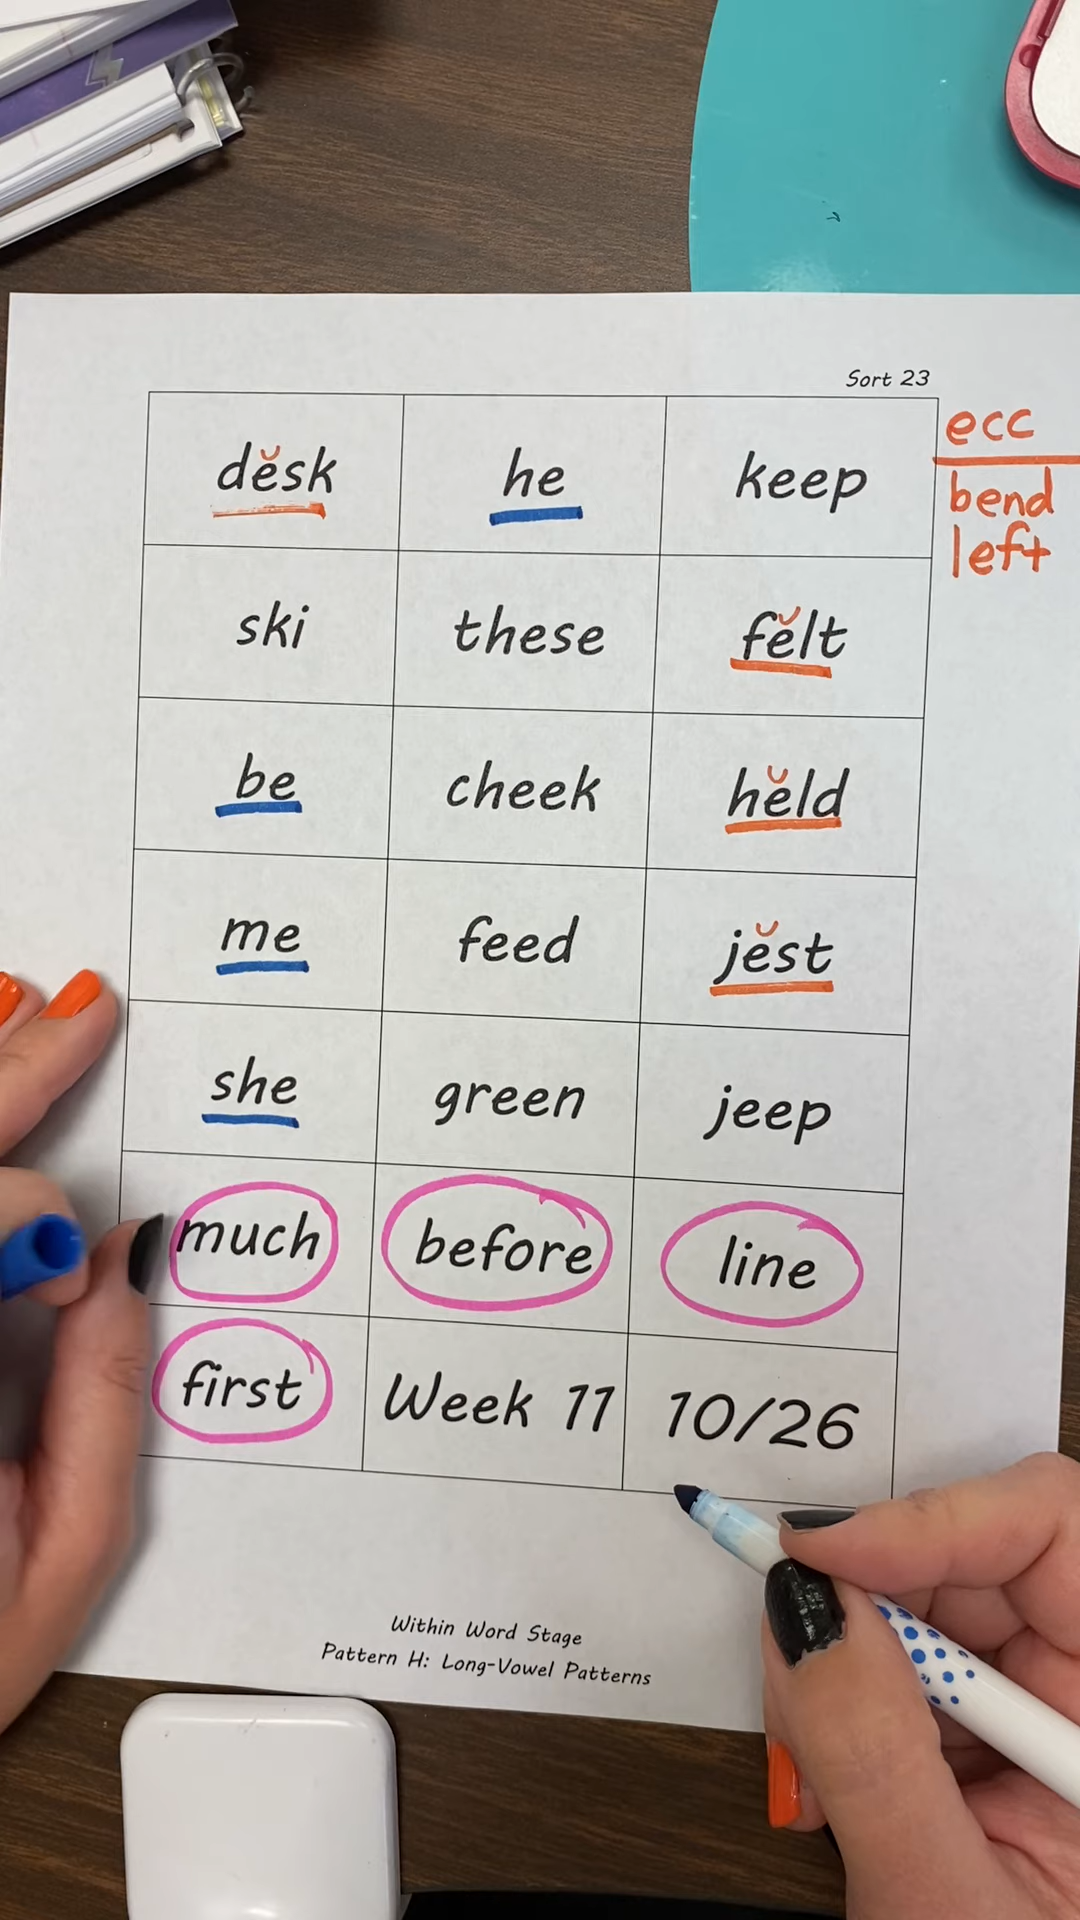 Sort 23
dĕsk he keep
ski these fĕlt
be cheek hĕld
me feed jĕst
she green jeep
much before line
first Week 11 10/26
ecc
bend
left
Within Word Stage
Pattern H: Long-Vowel Patterns